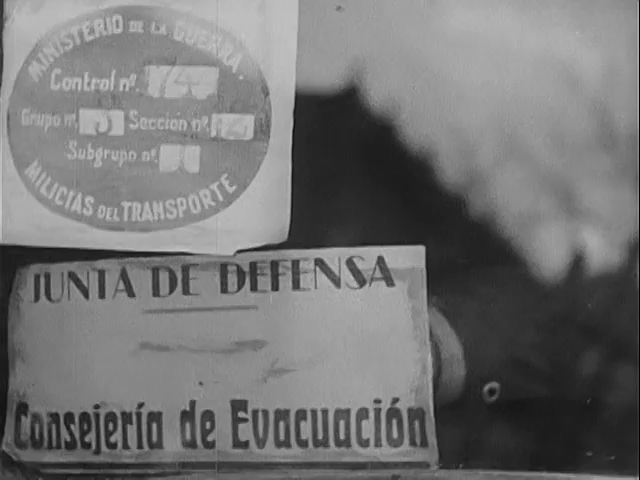 MINISTERIO DE LA GUERRA.
Control nº.
Grupo nº. 3 Sección nº.
Subgrupo nº.
MILICIAS DEL TRANSPORTE
JUNTA DE DEFENSA
Consejería de Evacuación